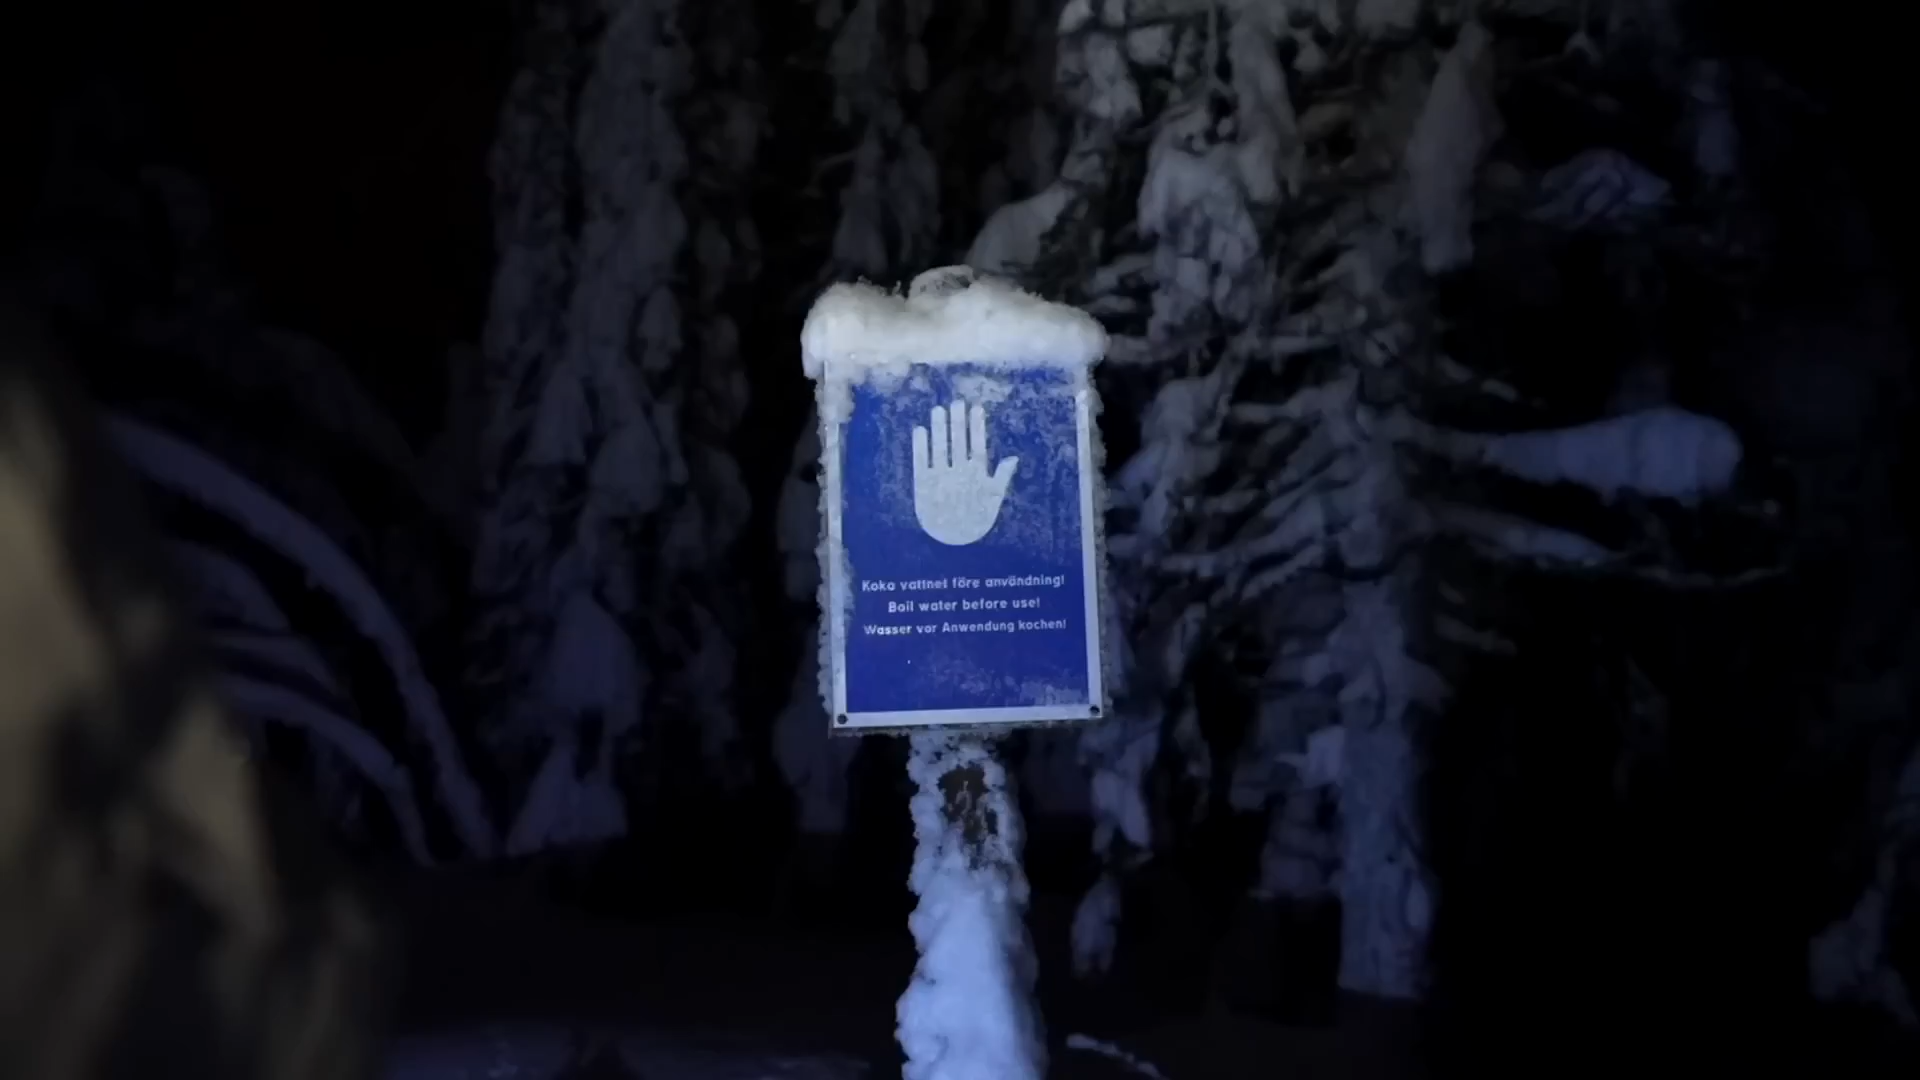 Koka vattnet före användning!
Boil water before use!
Wasser vor Anwendung kochen!